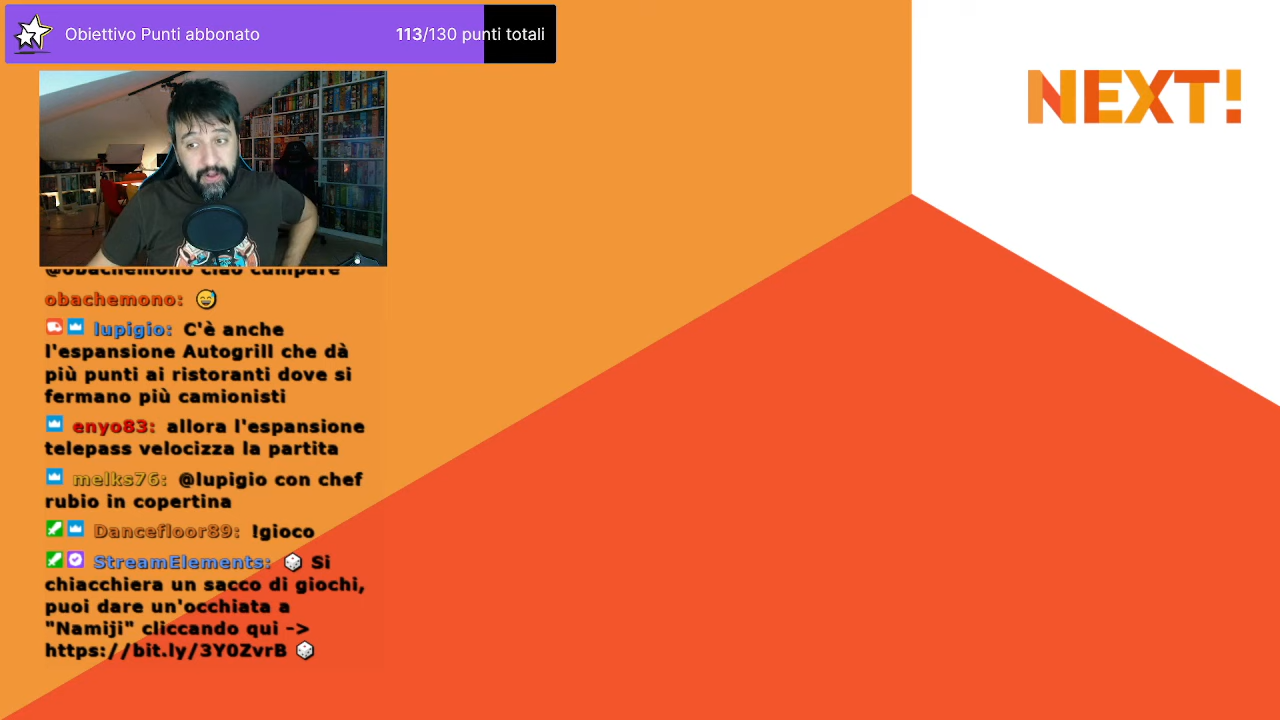 Obiettivo Punti abbonato
113/130 punti totali
NEXT!
@obachemono ciao cumpare
obachemono:
lupigio: C'è anche
l'espansione Autogrill che dà
più punti ai ristoranti dove si
fermano più camionisti
enyo83: allora l'espansione
telepass velocizza la partita
melks76: @lupigio con chef
rubio in copertina
Dancefloor89: !gioco
StreamElements: Si
chiacchiera un sacco di giochi,
puoi dare un'occhiata a
"Namiji" cliccando qui ->
https://bit.ly/3Y0ZvrB